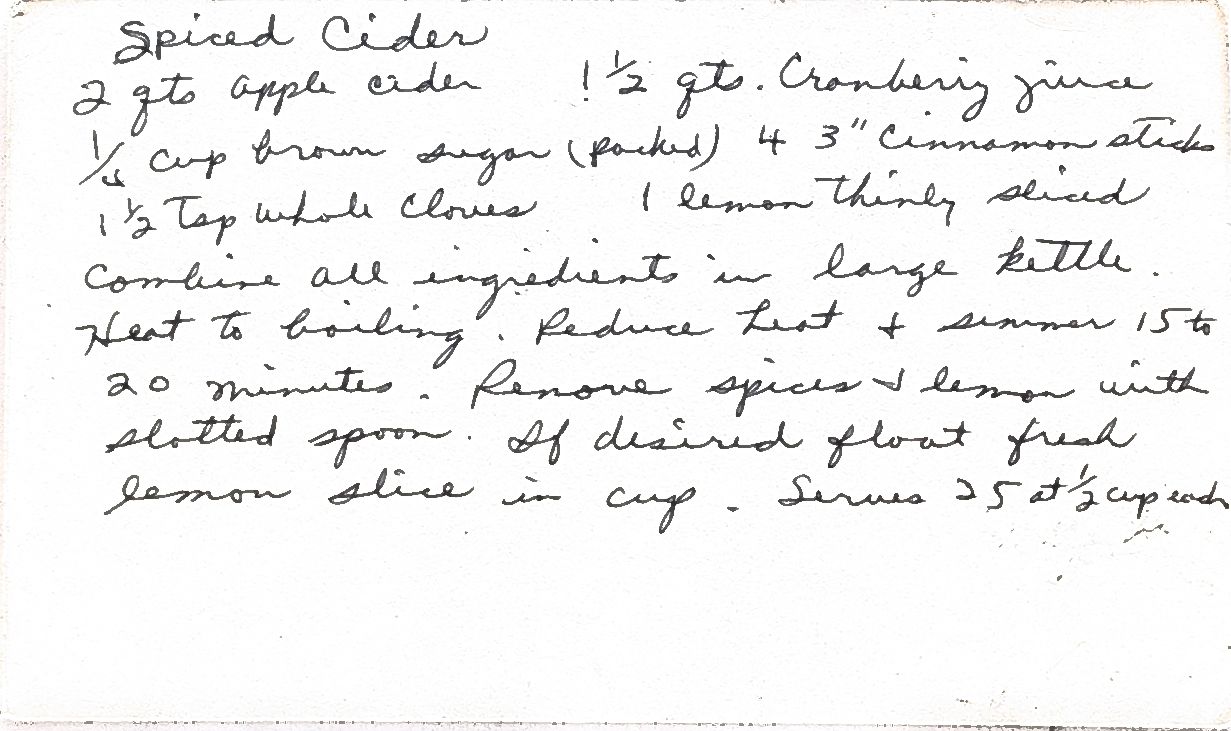 Spiced Cider
2 qts apple cider 1 1/2 qts. Cranberry juice
1/4 cup brown sugar (packed) 4 3" Cinnamon sticks
1 1/2 Tsp whole Cloves 1 lemon thinly sliced
Combine all ingredients in large kettle.
Heat to boiling. Reduce heat & simmer 15 to
20 minutes. Remove spices & lemon with
slotted spoon. If desired float fresh
lemon slice in cup. Serves 25 at 1/2 cup each